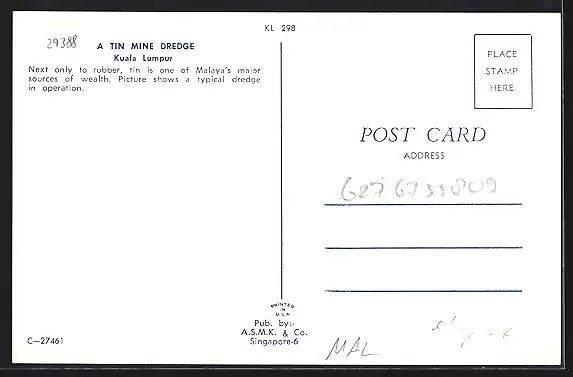 KL 298
29388
A TIN MINE DREDGE
Kuala Lumpur
Next only to rubber, tin is one of Malaya's major
sources of wealth. Picture shows a typical dredge
in operation.
PLACE
STAMP
HERE
POST CARD
ADDRESS
PRINTED
IN
U.S.A.
Pub. by:-
A.S.M.K. & Co.
Singapore-6
C-27461
MAL